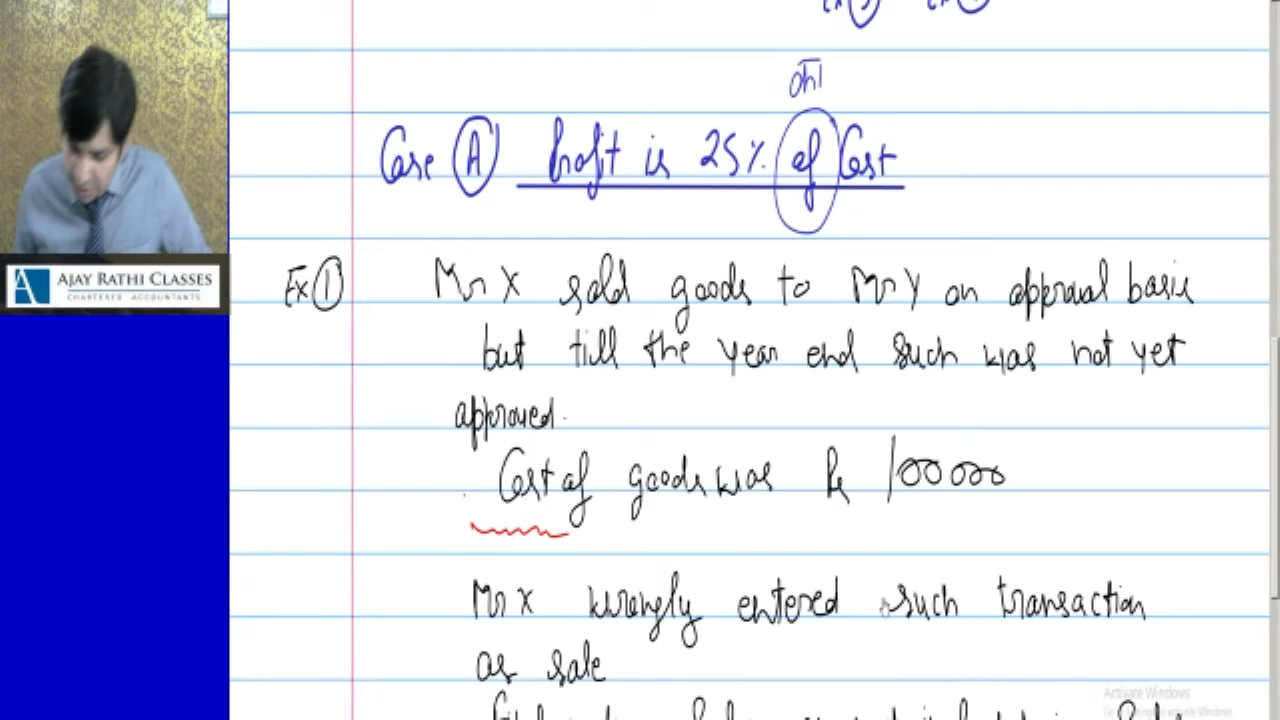 Case A Profit is 25% of Cost
on
AJAY RATHI CLASSES
CHARTERED ACCOUNTANTS
Ex 1 Mr X sold goods to Mr Y on approval basis
but till the year end such was not yet
approved.
Cost of goods was Rs 100000
Mr X wrongly entered such transaction
as sale
Activate Windows